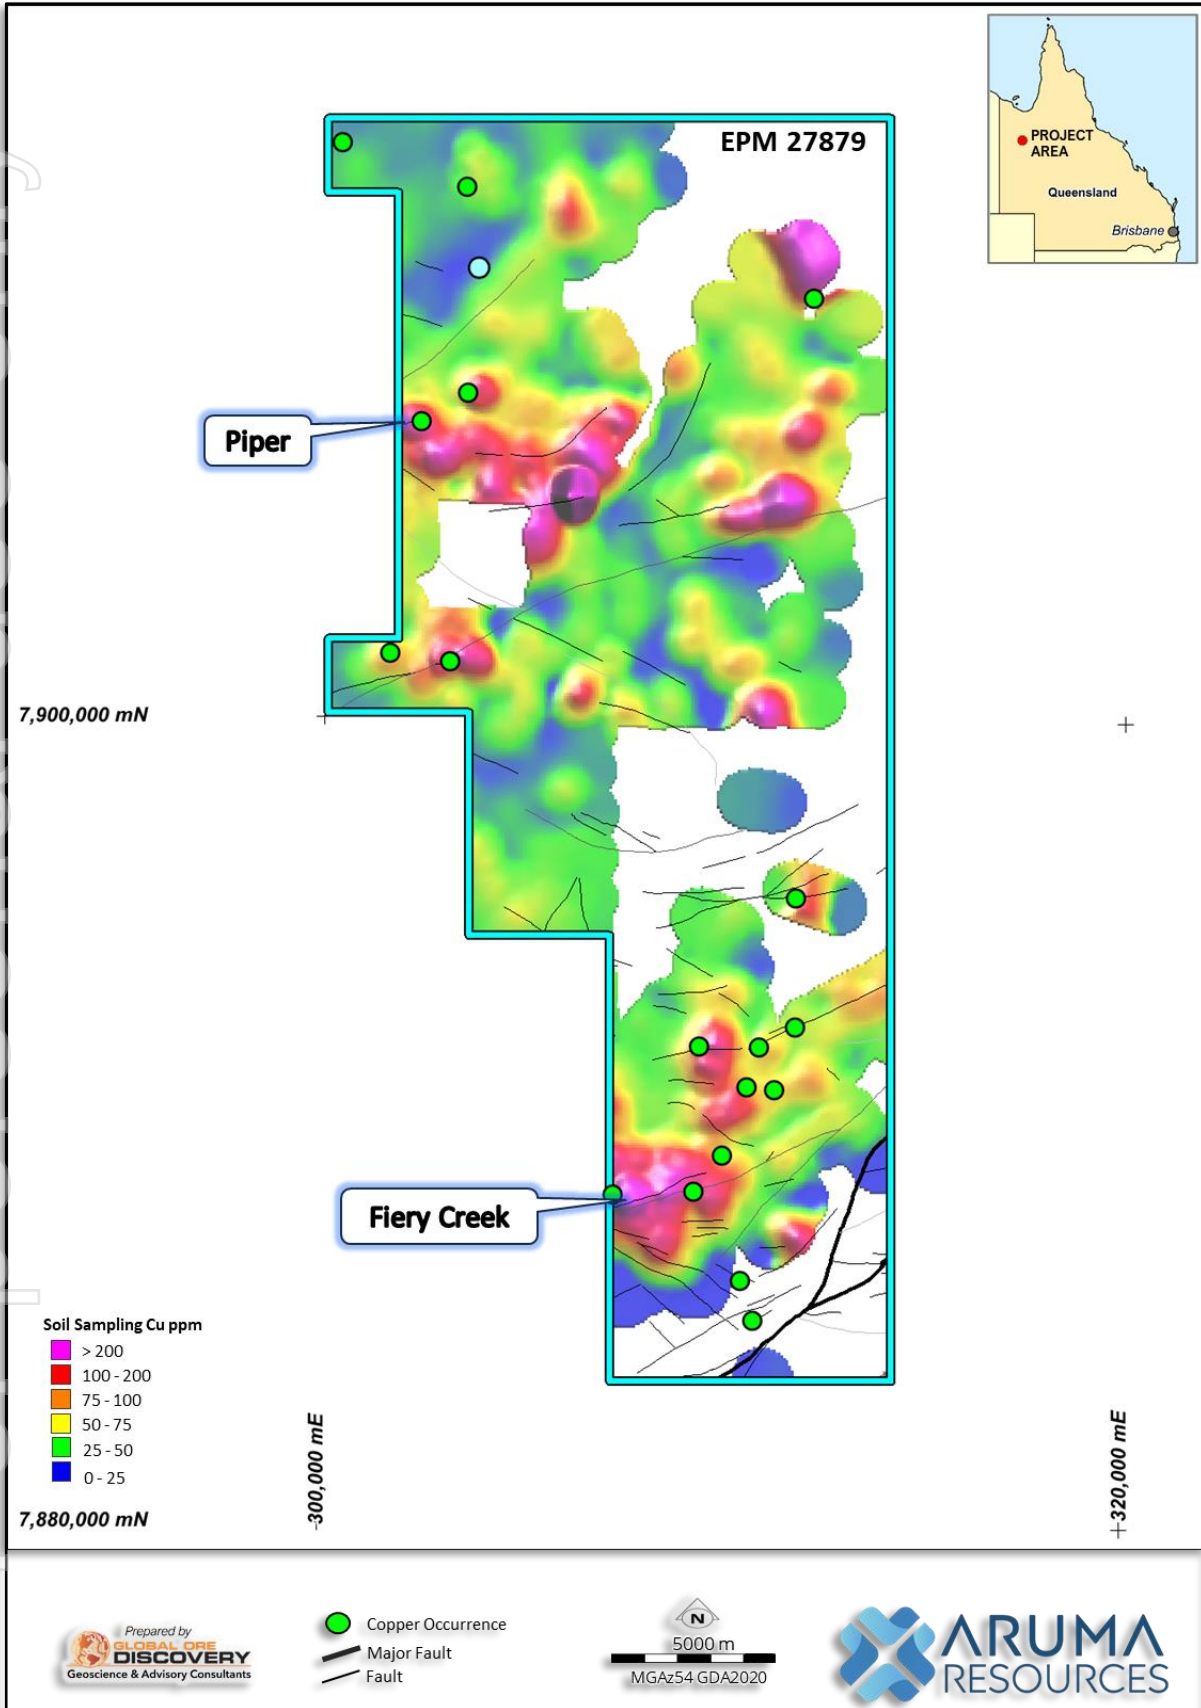 EPM 27879
PROJECT
AREA
Queensland
Brisbane
Piper
7,900,000 mN
Fiery Creek
Soil Sampling Cu ppm
> 200
100 - 200
75 - 100
50 - 75
25 - 50
0 - 25
300,000 mE
320,000 mE
7,880,000 mN
Prepared by
GLOBAL ORE
DISCOVERY
Geoscience & Advisory Consultants
Copper Occurrence
Major Fault
Fault
N
5000 m
MGAz54 GDA2020
ARUMA
RESOURCES